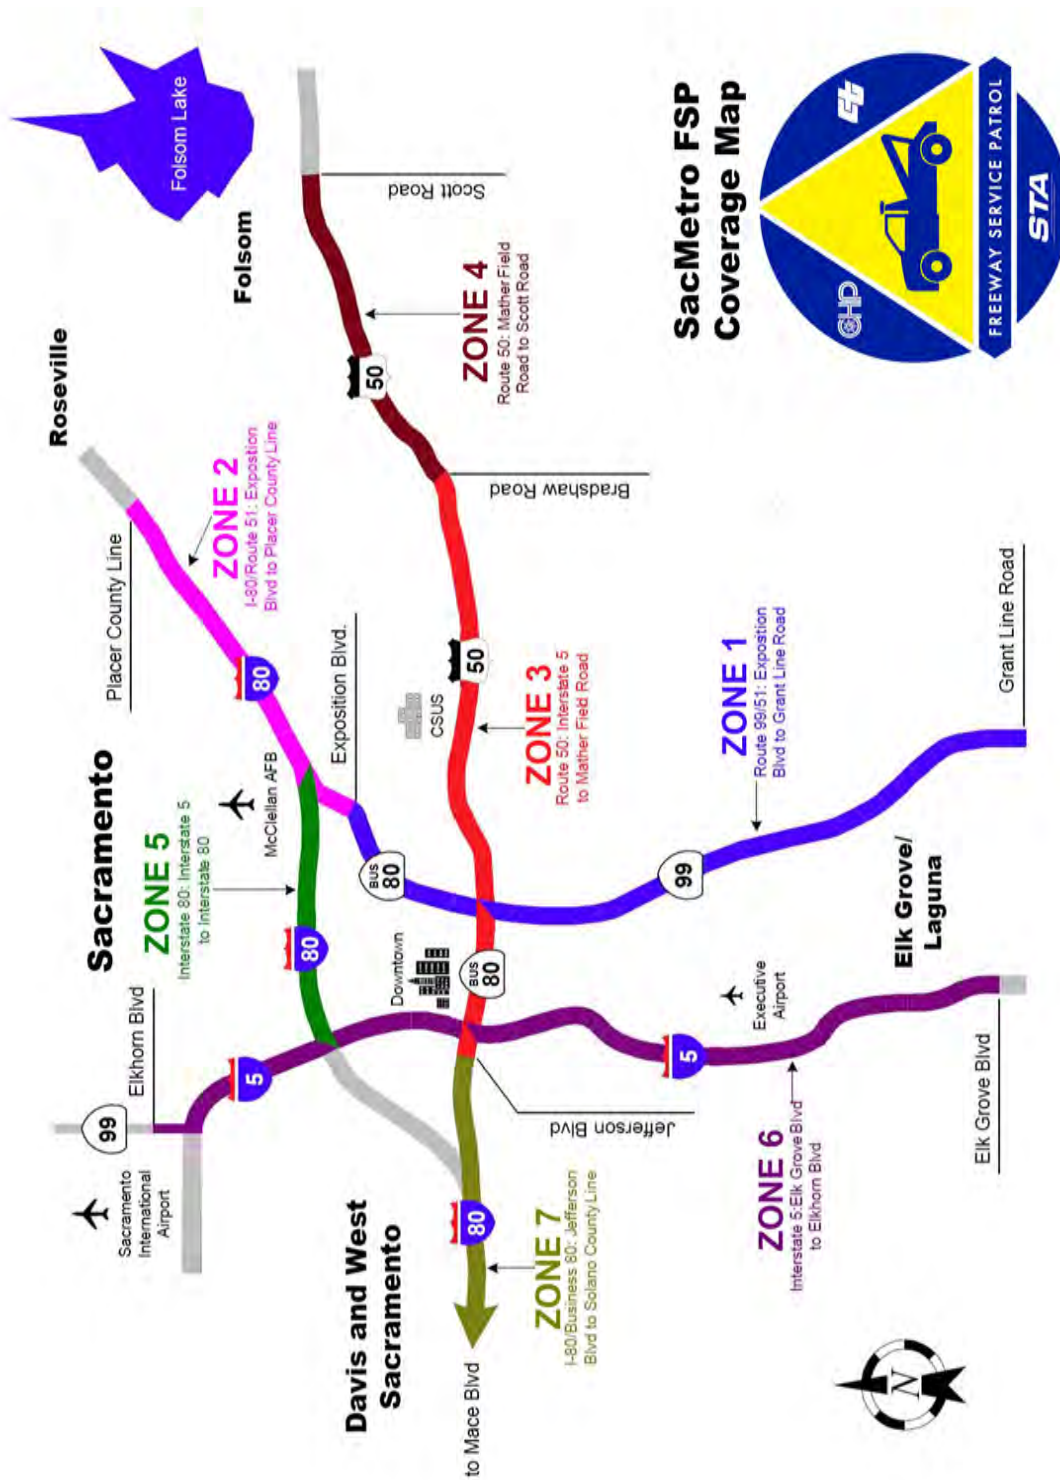 SacMetro FSP
Coverage Map
CHP
FREEWAY SERVICE PATROL
STA
Folsom Lake
Folsom
Roseville
Sacramento
Davis and West
Sacramento
Elk Grove/
Laguna
Placer County Line
ZONE 2
I-80/Route 51: Expostion
Blvd to Placer County Line
80
McClellan AFB
Exposition Blvd.
ZONE 5
Interstate 80: Interstate 5
to Interstate 80
80
Elkhorn Blvd
99
5
Sacramento
International
Airport
Scott Road
ZONE 4
Route 50: Mather Field
Road to Scott Road
50
Bradshaw Road
50
CSUS
ZONE 3
Route 50: Interstate 5
to Mather Field Road
BUS
80
Downtown
BUS
80
ZONE 1
Route 99/51: Exposition
Blvd to Grant Line Road
99
Grant Line Road
Executive
Airport
5
ZONE 6
Interstate 5:Elk Grove Blvd
to Elkhorn Blvd
Elk Grove Blvd
Jefferson Blvd
80
ZONE 7
I-80/Business 80: Jefferson
Blvd to Solano County Line
to Mace Blvd
N